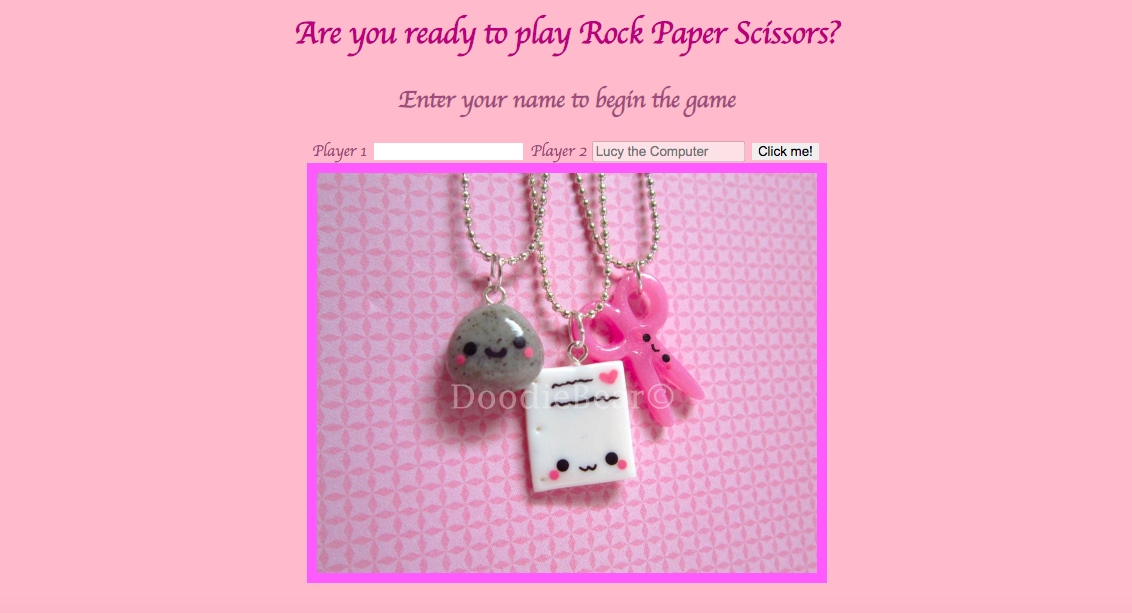 Are you ready to play Rock Paper Scissors?
Enter your name to begin the game
Player 1 Player 2 Lucy the Computer Click me!
DoodieBear©